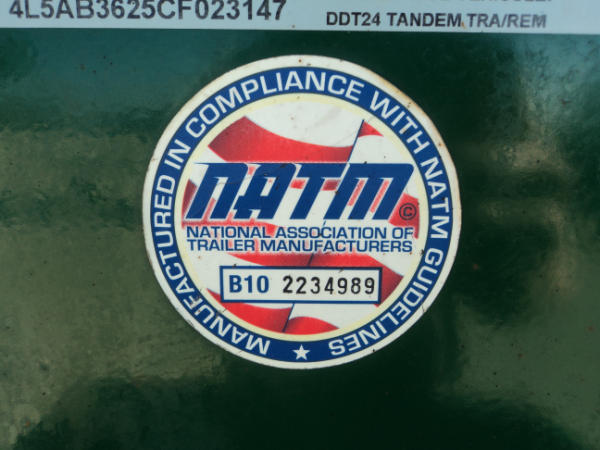 4L5AB3625CF023147
DDT24 TANDEM TRA/REM
MANUFACTURED IN COMPLIANCE WITH NATM GUIDELINES
NATM ©
NATIONAL ASSOCIATION OF
TRAILER MANUFACTURERS
B10 2234989